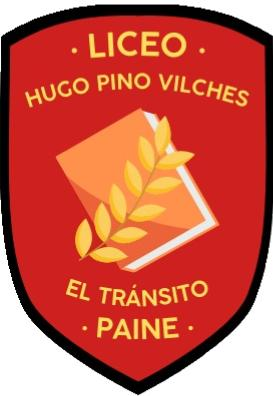 · LICEO ·
HUGO PINO VILCHES
EL TRÁNSITO
· PAINE ·